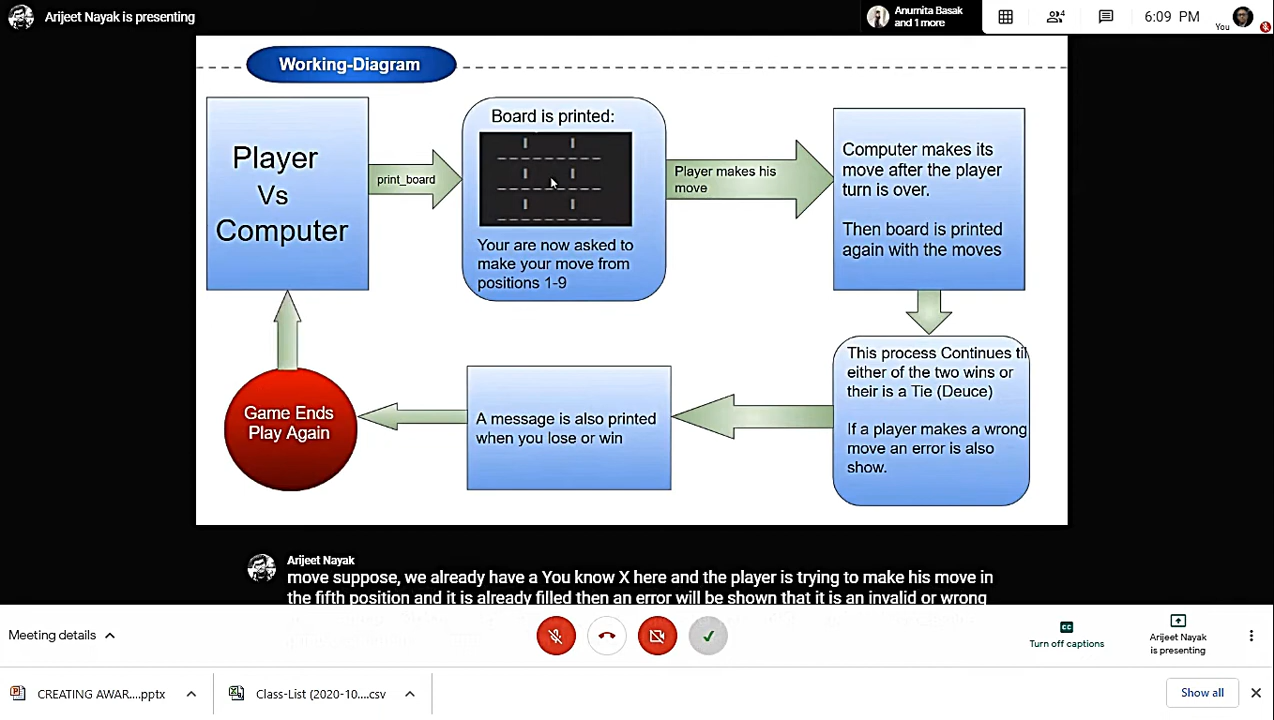 Arijeet Nayak is presenting
Anurnita Basak
and 1 more
4
6:09 PM
You
Working-Diagram
Player
Vs
Computer
print_board
Board is printed:
Your are now asked to
make your move from
positions 1-9
Player makes his
move
Computer makes its
move after the player
turn is over.
Then board is printed
again with the moves
This process Continues til
either of the two wins or
their is a Tie (Deuce)
If a player makes a wrong
move an error is also
show.
A message is also printed
when you lose or win
Game Ends
Play Again
Arijeet Nayak
move suppose, we already have a You know X here and the player is trying to make his move in
the fifth position and it is already filled then an error will be shown that it is an invalid or wrong
Meeting details
CC
Turn off captions
Arijeet Nayak
is presenting
CREATING AWAR....pptx
Class-List (2020-10....csv
Show all